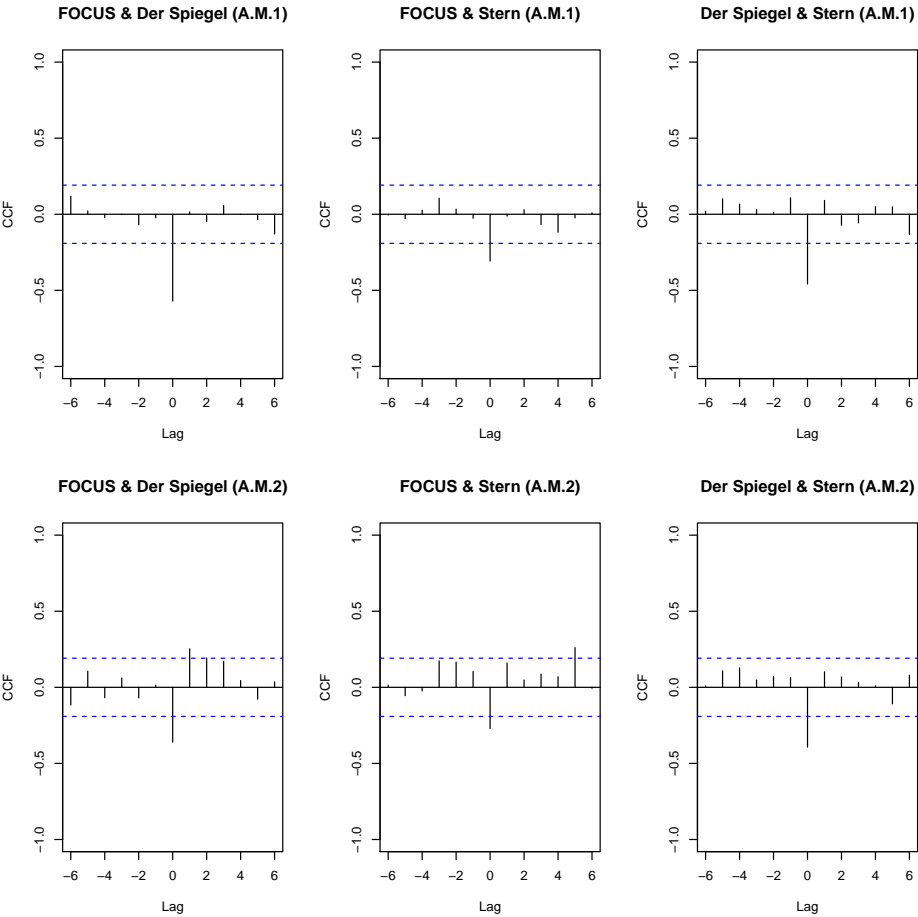 FOCUS & Der Spiegel (A.M.1)
CCF
1.0
0.5
0.0
−0.5
−1.0
−6 −4 −2 0 2 4 6
Lag
FOCUS & Stern (A.M.1)
CCF
1.0
0.5
0.0
−0.5
−1.0
−6 −4 −2 0 2 4 6
Lag
Der Spiegel & Stern (A.M.1)
CCF
1.0
0.5
0.0
−0.5
−1.0
−6 −4 −2 0 2 4 6
Lag
FOCUS & Der Spiegel (A.M.2)
CCF
1.0
0.5
0.0
−0.5
−1.0
−6 −4 −2 0 2 4 6
Lag
FOCUS & Stern (A.M.2)
CCF
1.0
0.5
0.0
−0.5
−1.0
−6 −4 −2 0 2 4 6
Lag
Der Spiegel & Stern (A.M.2)
CCF
1.0
0.5
0.0
−0.5
−1.0
−6 −4 −2 0 2 4 6
Lag